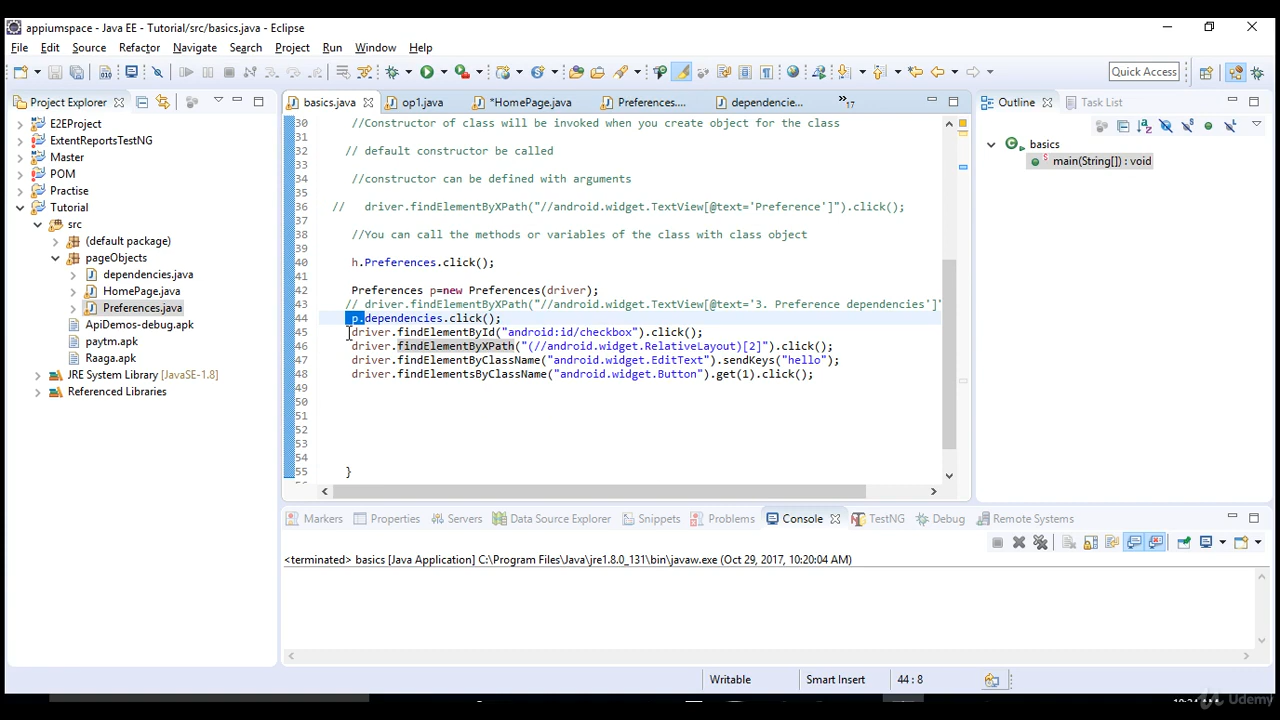 appiumspace - Java EE - Tutorial/src/basics.java - Eclipse
File Edit Source Refactor Navigate Search Project Run Window Help
Quick Access
Project Explorer
basics.java
op1.java
*HomePage.java
Preferences....
dependencie...
17
Outline
Task List
E2EProject
ExtentReportsTestNG
Master
POM
Practise
Tutorial
src
(default package)
pageObjects
dependencies.java
HomePage.java
Preferences.java
ApiDemos-debug.apk
paytm.apk
Raaga.apk
JRE System Library [JavaSE-1.8]
Referenced Libraries
30 //Constructor of class will be invoked when you create object for the class
31
32 // default constructor be called
33
34 //constructor can be defined with arguments
35
36 // driver.findElementByXPath("//android.widget.TextView[@text='Preference']").click();
37
38 //You can call the methods or variables of the class with class object
39
40 h.Preferences.click();
41
42 Preferences p=new Preferences(driver);
43 // driver.findElementByXPath("//android.widget.TextView[@text='3. Preference dependencies']"
44 p.dependencies.click();
45 driver.findElementById("android:id/checkbox").click();
46 driver.findElementByXPath("(//android.widget.RelativeLayout)[2]").click();
47 driver.findElementByClassName("android.widget.EditText").sendKeys("hello");
48 driver.findElementsByClassName("android.widget.Button").get(1).click();
49
50
51
52
53
54
55 }
basics
main(String[]) : void
Markers
Properties
Servers
Data Source Explorer
Snippets
Problems
Console
TestNG
Debug
Remote Systems
<terminated> basics [Java Application] C:\Program Files\Java\jre1.8.0_131\bin\javaw.exe (Oct 29, 2017, 10:20:04 AM)
Writable
Smart Insert
44 : 8
Udemy